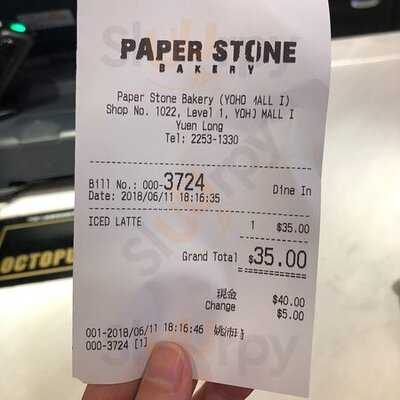 PAPER STONE
BAKERY
Paper Stone Bakery (YOHO MALL I)
Shop No. 1022, Level 1, YOHO MALL I
Yuen Long
Tel: 2253-1330
Bill No.: 000-3724 Dine In
Date: 2018/06/11 18:16:35
ICED LATTE 1 $35.00
Grand Total $35.00
現金 $40.00
Change $5.00
001-2018/06/11 18:16:46
000-3724 [1]
OCTOPU